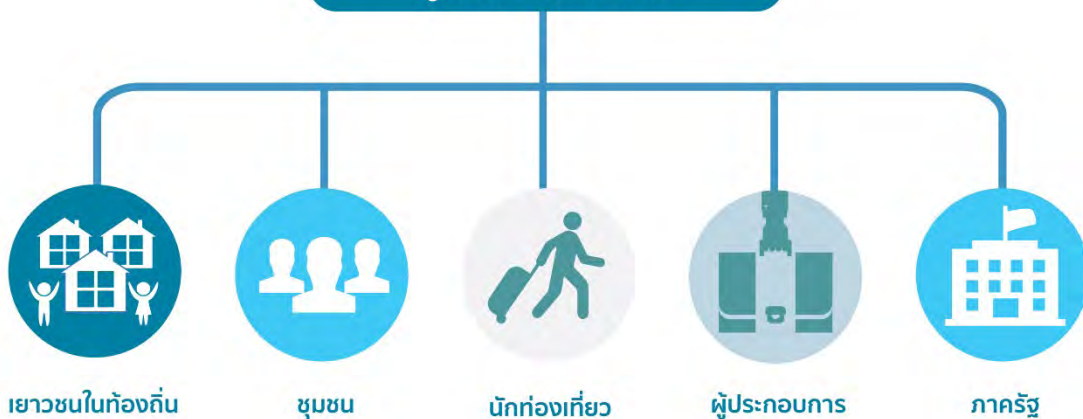 เยาวชนในท้องถิ่น
ชุมชน
นักท่องเที่ยว
ผู้ประกอบการ
ภาครัฐ